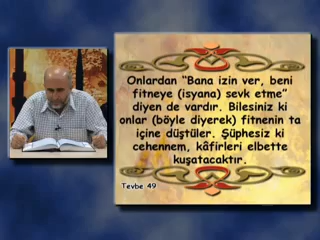 Onlardan "Bana izin ver, beni
fitneye (isyana) sevk etme"
diyen de vardır. Bilesiniz ki
onlar (böyle diyerek) fitnenin ta
içine düştüler. Şüphesiz ki
cehennem, kâfirleri elbette
kuşatacaktır.
Tevbe 49